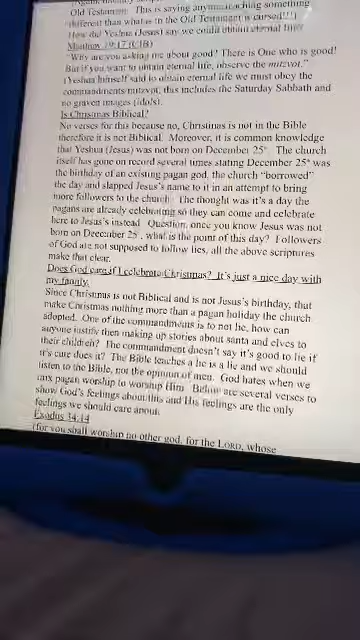 Old Testament. This is saying anyone teaching something
different than what is in the Old Testament is cursed!!!)
How did Yeshua (Jesus) say we could obtain eternal life?
Matthew 19:17 (CJB)
"Why are you asking me about good? There is One who is good!
But if you want to obtain eternal life, observe the mitzvot."
(Yeshua himself said to obtain eternal life we must obey the
commandments mitzvot, this includes the Saturday Sabbath and
no graven images (idols).
Is Christmas Biblical?
No verses for this because no, Christmas is not in the Bible
therefore it is not Biblical. Moreover, it is common knowledge
that Yeshua (Jesus) was not born on December 25th. The church
itself has gone on record several times stating December 25th was
the birthday of an existing pagan god, the church "borrowed"
the day and slapped Jesus's name to it in an attempt to bring
more followers to the church. The thought was it's a day the
pagans are already celebrating so they can come and celebrate
here to Jesus's instead. Question, once you know Jesus was not
born on December 25th, what is the point of this day? Followers
of God are not supposed to follow lies, all the above scriptures
make that clear.
Does God care if I celebrate Christmas? It's just a nice day with
my family.
Since Christmas is not Biblical and is not Jesus's birthday, that
make Christmas nothing more than a pagan holiday the church
adopted. One of the commandments is to not lie, how can
anyone justify then making up stories about santa and elves to
their children? The commandment doesn't say it's good to lie if
it's cute does it? The Bible teaches a lie is a lie and we should
listen to the Bible, not the opinion of men. God hates when we
mix pagan worship to worship Him. Below are several verses to
show God's feelings about this and His feelings are the only
feelings we should care about.
Exodus 34:14
(for you shall worship no other god, for the LORD, whose